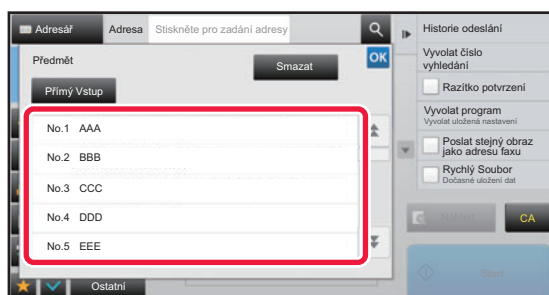 Adresář
Adresa
Stiskněte pro zadání adresy
Předmět
Smazat
OK
Přímý Vstup
No.1 AAA
No.2 BBB
No.3 CCC
No.4 DDD
No.5 EEE
Ostatní
Historie odeslání
Vyvolat číslo
vyhledání
Razítko potvrzení
Vyvolat program
Vyvolat uložená nastavení
Poslat stejný obraz
jako adresu faxu
Rychlý Soubor
Dočasné uložení dat
CA
Start